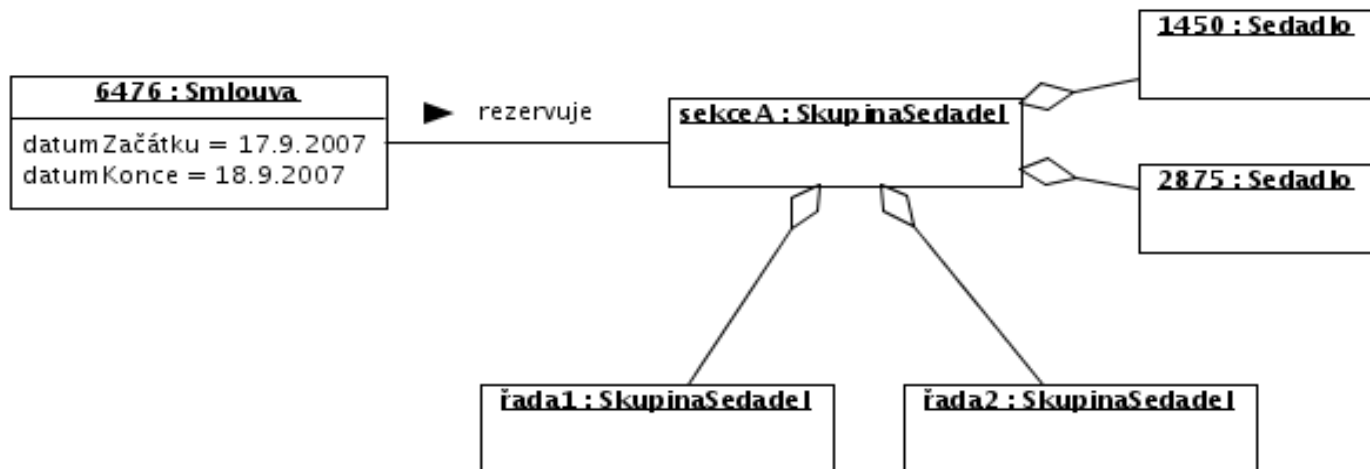 1450 : Sedadlo
6476 : Smlouva
datumZačátku = 17.9.2007
datumKonce = 18.9.2007
rezervuje
sekceA : SkupinaSedadel
2875 : Sedadlo
řada1 : SkupinaSedadel
řada2 : SkupinaSedadel